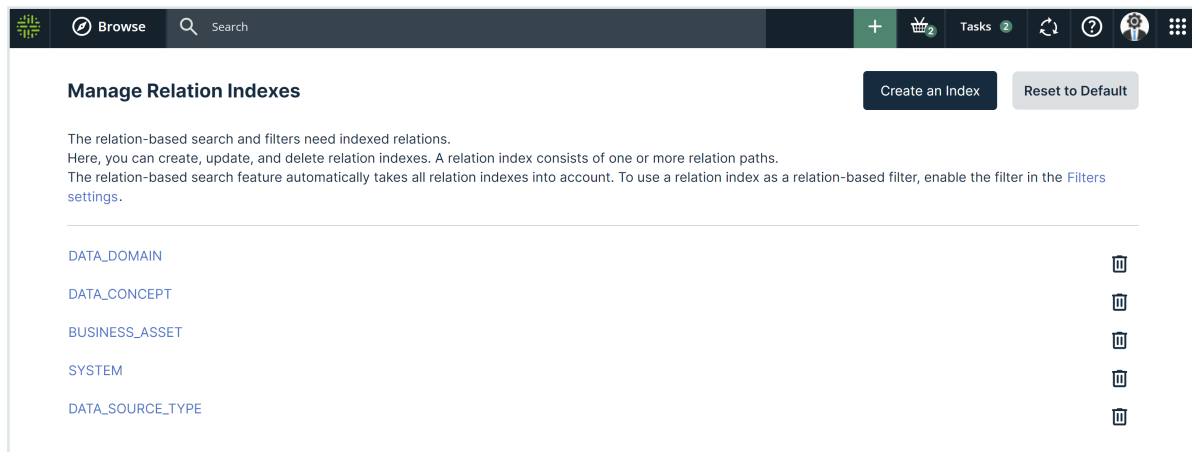 Browse
Search
+
2
Tasks 2
?
Manage Relation Indexes
Create an Index
Reset to Default
The relation-based search and filters need indexed relations.
Here, you can create, update, and delete relation indexes. A relation index consists of one or more relation paths.
The relation-based search feature automatically takes all relation indexes into account. To use a relation index as a relation-based filter, enable the filter in the Filters
settings.
DATA_DOMAIN
DATA_CONCEPT
BUSINESS_ASSET
SYSTEM
DATA_SOURCE_TYPE